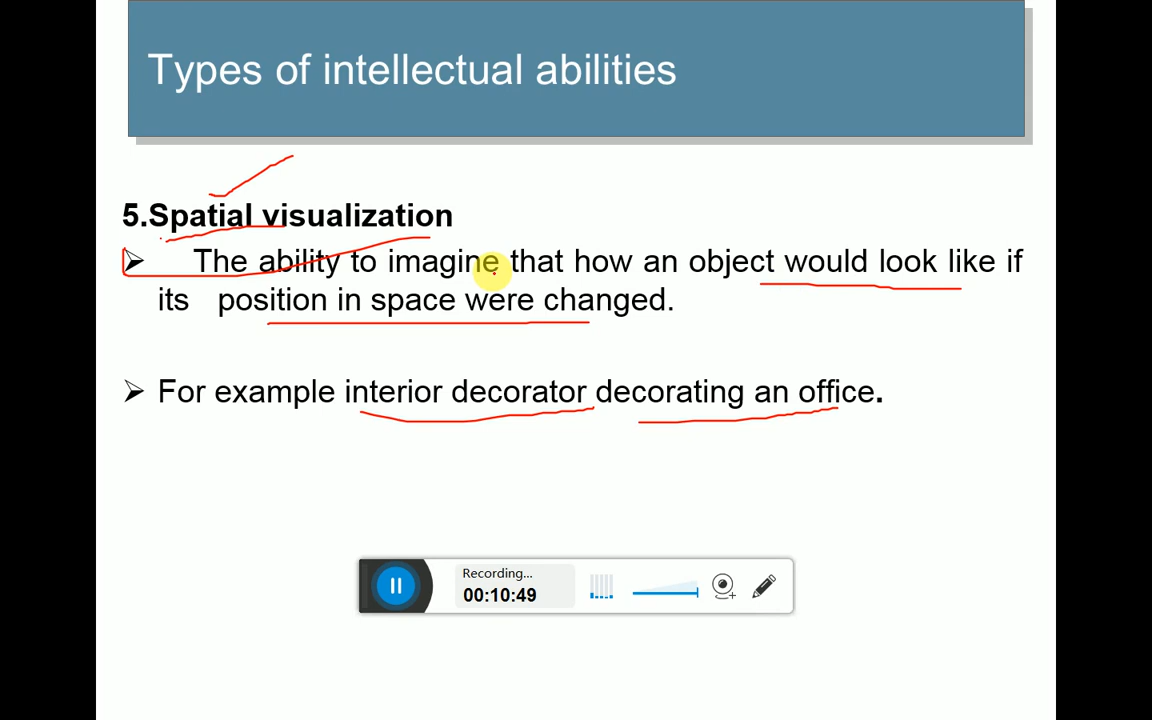 Types of intellectual abilities
5.Spatial visualization
➢ The ability to imagine that how an object would look like if
its position in space were changed.
➢ For example interior decorator decorating an office.
Recording...
00:10:49